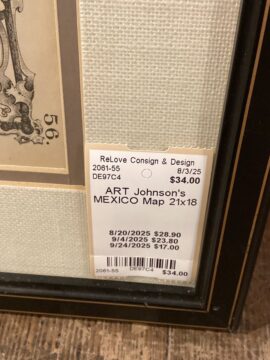 56.
ReLove Consign & Design
2061-55 8/3/25
DE97C4 $34.00
ART Johnson's
MEXICO Map 21x18
8/20/2025 $28.90
9/4/2025 $23.80
9/24/2025 $17.00
2061-55 DE97C4 $34.00